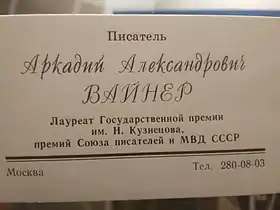 Писатель
Аркадий Александрович
ВАЙНЕР
Лауреат Государственной премии
им. Н. Кузнецова,
премий Союза писателей и МВД СССР
Москва Тел. 280-08-03